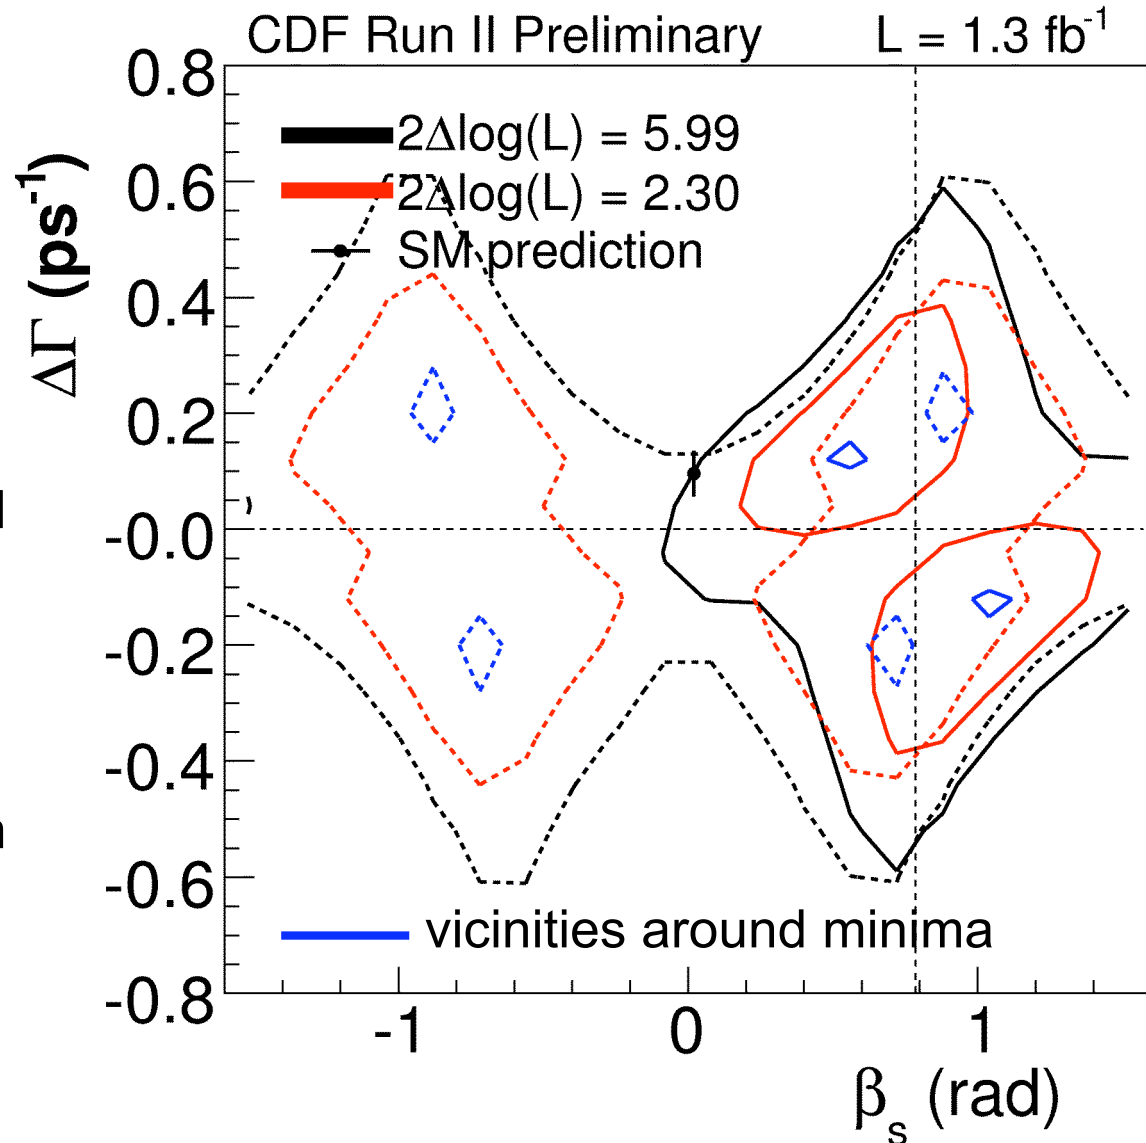 CDF Run II Preliminary L = 1.3 fb⁻¹
0.8
2Δlog(L) = 5.99
0.6
2Δlog(L) = 2.30
SM prediction
ΔΓ (ps⁻¹)
0.4
0.2
-0.0
-0.2
-0.4
-0.6
vicinities around minima
-0.8
-1 0 1
βₛ (rad)